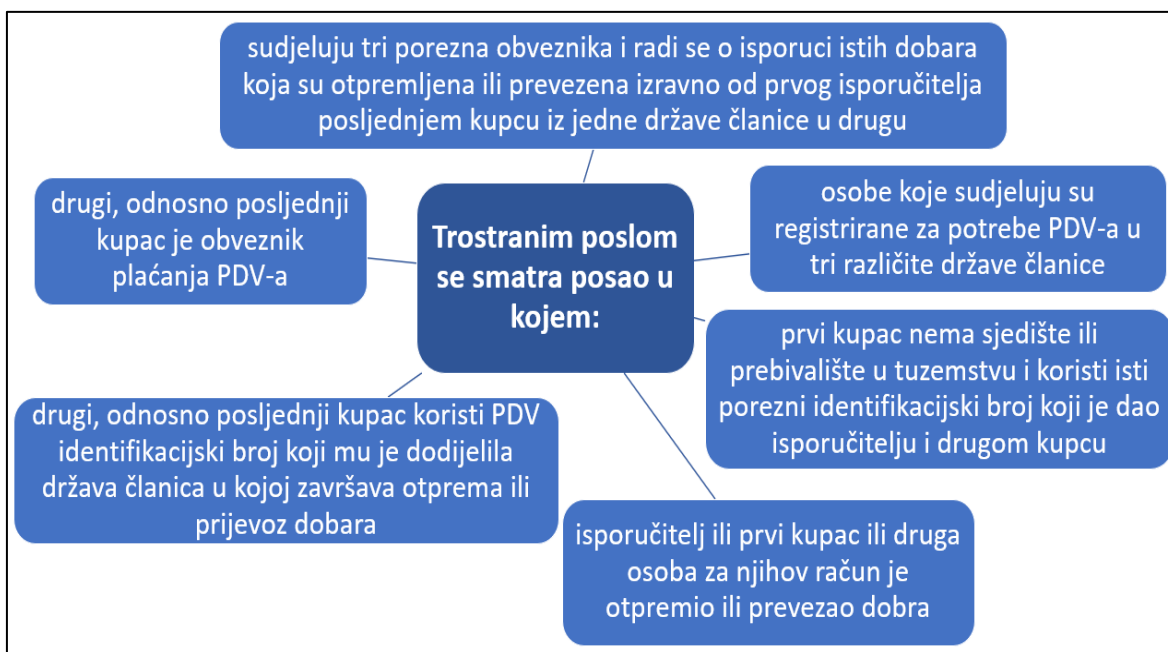 sudjeluju tri porezna obveznika i radi se o isporuci istih dobara
koja su otpremljena ili prevezena izravno od prvog isporučitelja
posljednjem kupcu iz jedne države članice u drugu
drugi, odnosno posljednji
kupac je obveznik
plaćanja PDV-a
Trostranim poslom
se smatra posao u
kojem:
osobe koje sudjeluju su
registrirane za potrebe PDV-a u
tri različite države članice
prvi kupac nema sjedište ili
prebivalište u tuzemstvu i koristi isti
porezni identifikacijski broj koji je dao
isporučitelju i drugom kupcu
drugi, odnosno posljednji kupac koristi PDV
identifikacijski broj koji mu je dodijelila
država članica u kojoj završava otprema ili
prijevoz dobara
isporučitelj ili prvi kupac ili druga
osoba za njihov račun je
otpremio ili prevezao dobra